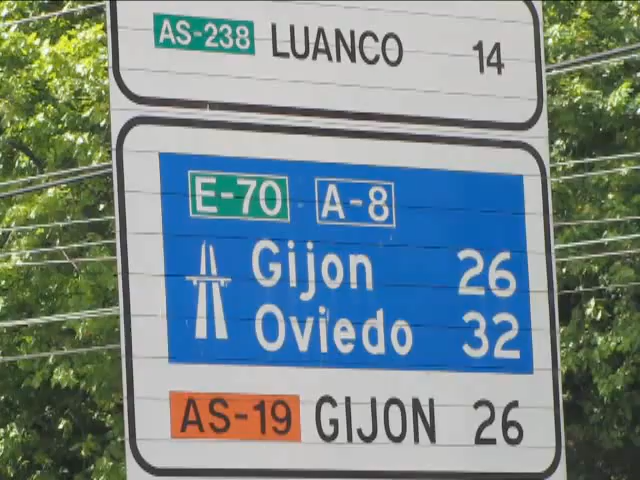 AS-238 LUANCO 14
E-70 A-8
Gijon 26
Oviedo 32
AS-19 GIJON 26